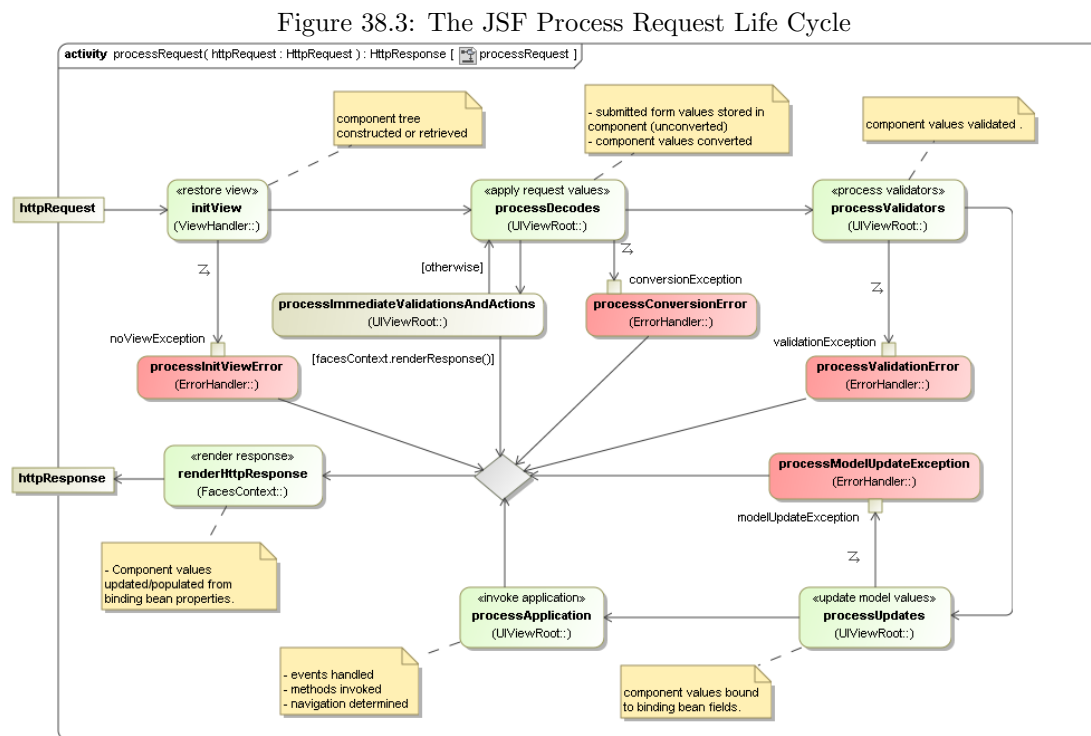 Figure 38.3: The JSF Process Request Life Cycle
activity processRequest( httpRequest : HttpRequest ) : HttpResponse [ processRequest ]
component tree
constructed or retrieved
- submitted form values stored in
component (unconverted)
- component values converted
component values validated .
httpRequest
«restore view»
initView
(ViewHandler::)
«apply request values»
processDecodes
(UIViewRoot::)
«process validators»
processValidators
(UIViewRoot::)
[otherwise]
conversionException
processImmediateValidationsAndActions
(UIViewRoot::)
processConversionError
(ErrorHandler::)
noViewException
[facesContext.renderResponse()]
validationException
processInitViewError
(ErrorHandler::)
processValidationError
(ErrorHandler::)
httpResponse
«render response»
renderHttpResponse
(FacesContext::)
processModelUpdateException
(ErrorHandler::)
modelUpdateException
- Component values
updated/populated from
binding bean properties.
«invoke application»
processApplication
(UIViewRoot::)
«update model values»
processUpdates
(UIViewRoot::)
- events handled
- methods invoked
- navigation determined
component values bound
to binding bean fields.